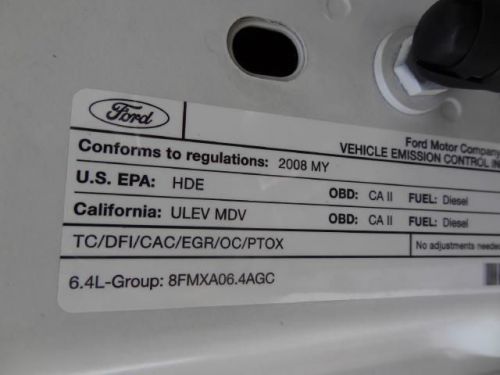 Ford
Ford Motor Company
VEHICLE EMISSION CONTROL
Conforms to regulations: 2008 MY
U.S. EPA: HDE OBD: CA II FUEL: Diesel
California: ULEV MDV OBD: CA II FUEL: Diesel
TC/DFI/CAC/EGR/OC/PTOX No adjustments needed
6.4L-Group: 8FMXA06.4AGC